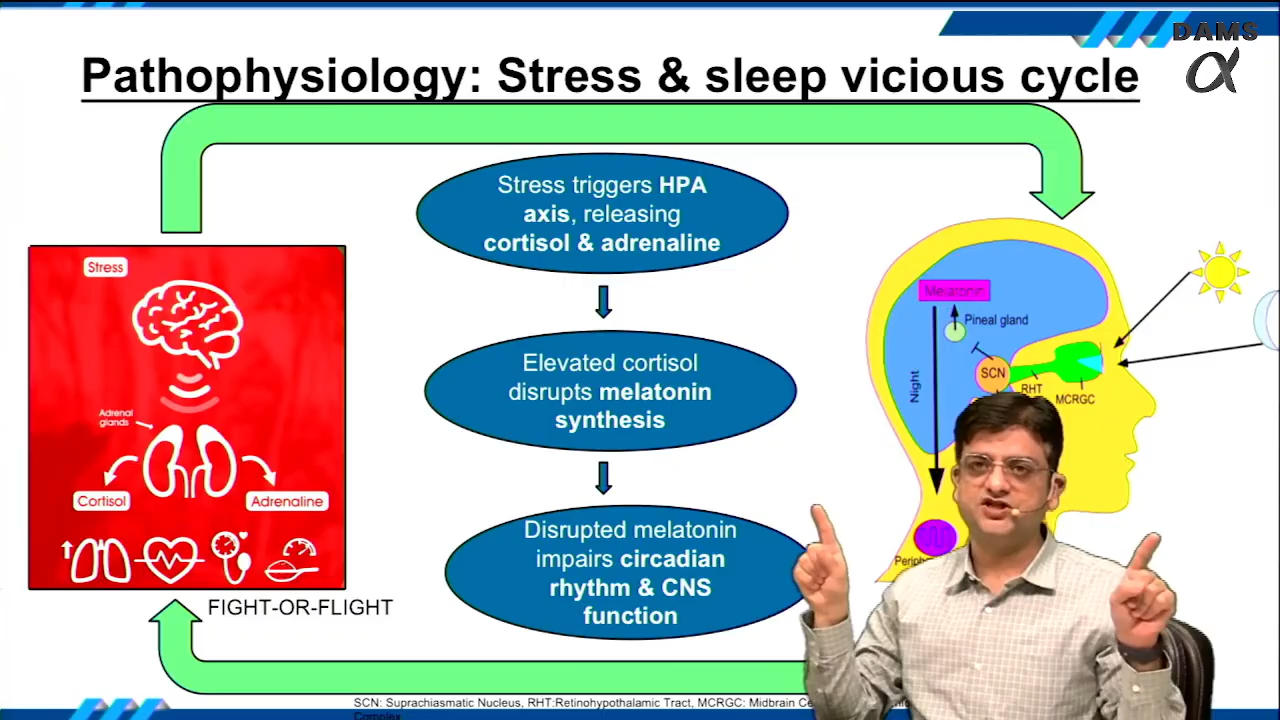 DAMS
α
Pathophysiology: Stress & sleep vicious cycle
Stress triggers HPA
axis, releasing
cortisol & adrenaline
Elevated cortisol
disrupts melatonin
synthesis
Disrupted melatonin
impairs circadian
rhythm & CNS
function
Stress
Adrenal
glands
Cortisol
Adrenaline
FIGHT-OR-FLIGHT
Melatonin
Pineal gland
SCN
RHT
MCRGC
Night
SCN: Suprachiasmatic Nucleus, RHT:Retinohypothalamic Tract, MCRGC: Midbrain
Complex